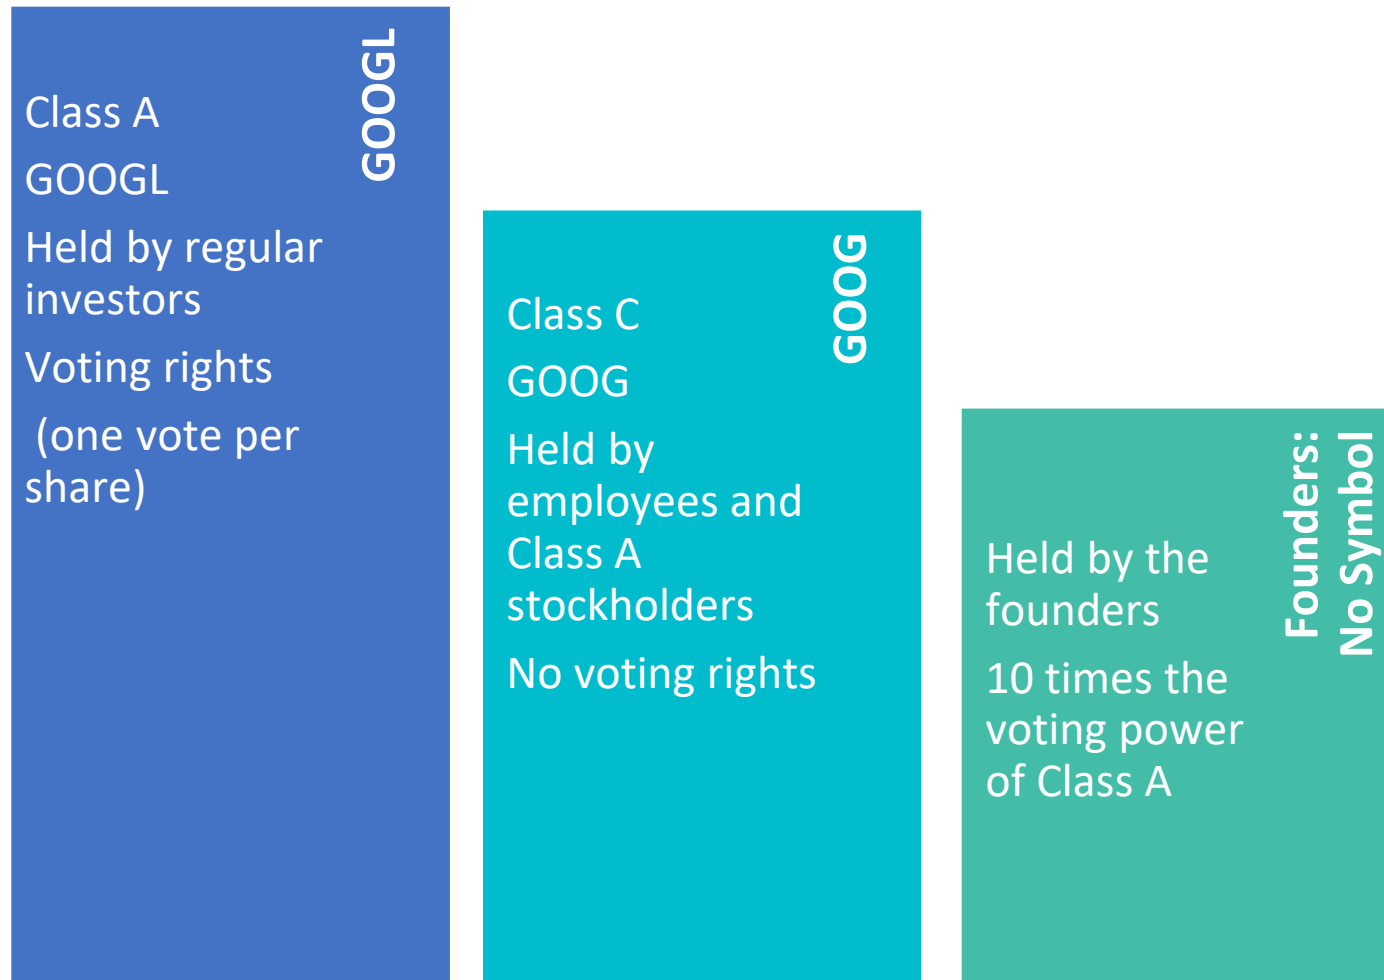 GOOGL
Class A
GOOGL
Held by regular
investors
Voting rights
(one vote per
share)
GOOG
Class C
GOOG
Held by
employees and
Class A
stockholders
No voting rights
Founders:
No Symbol
Held by the
founders
10 times the
voting power
of Class A